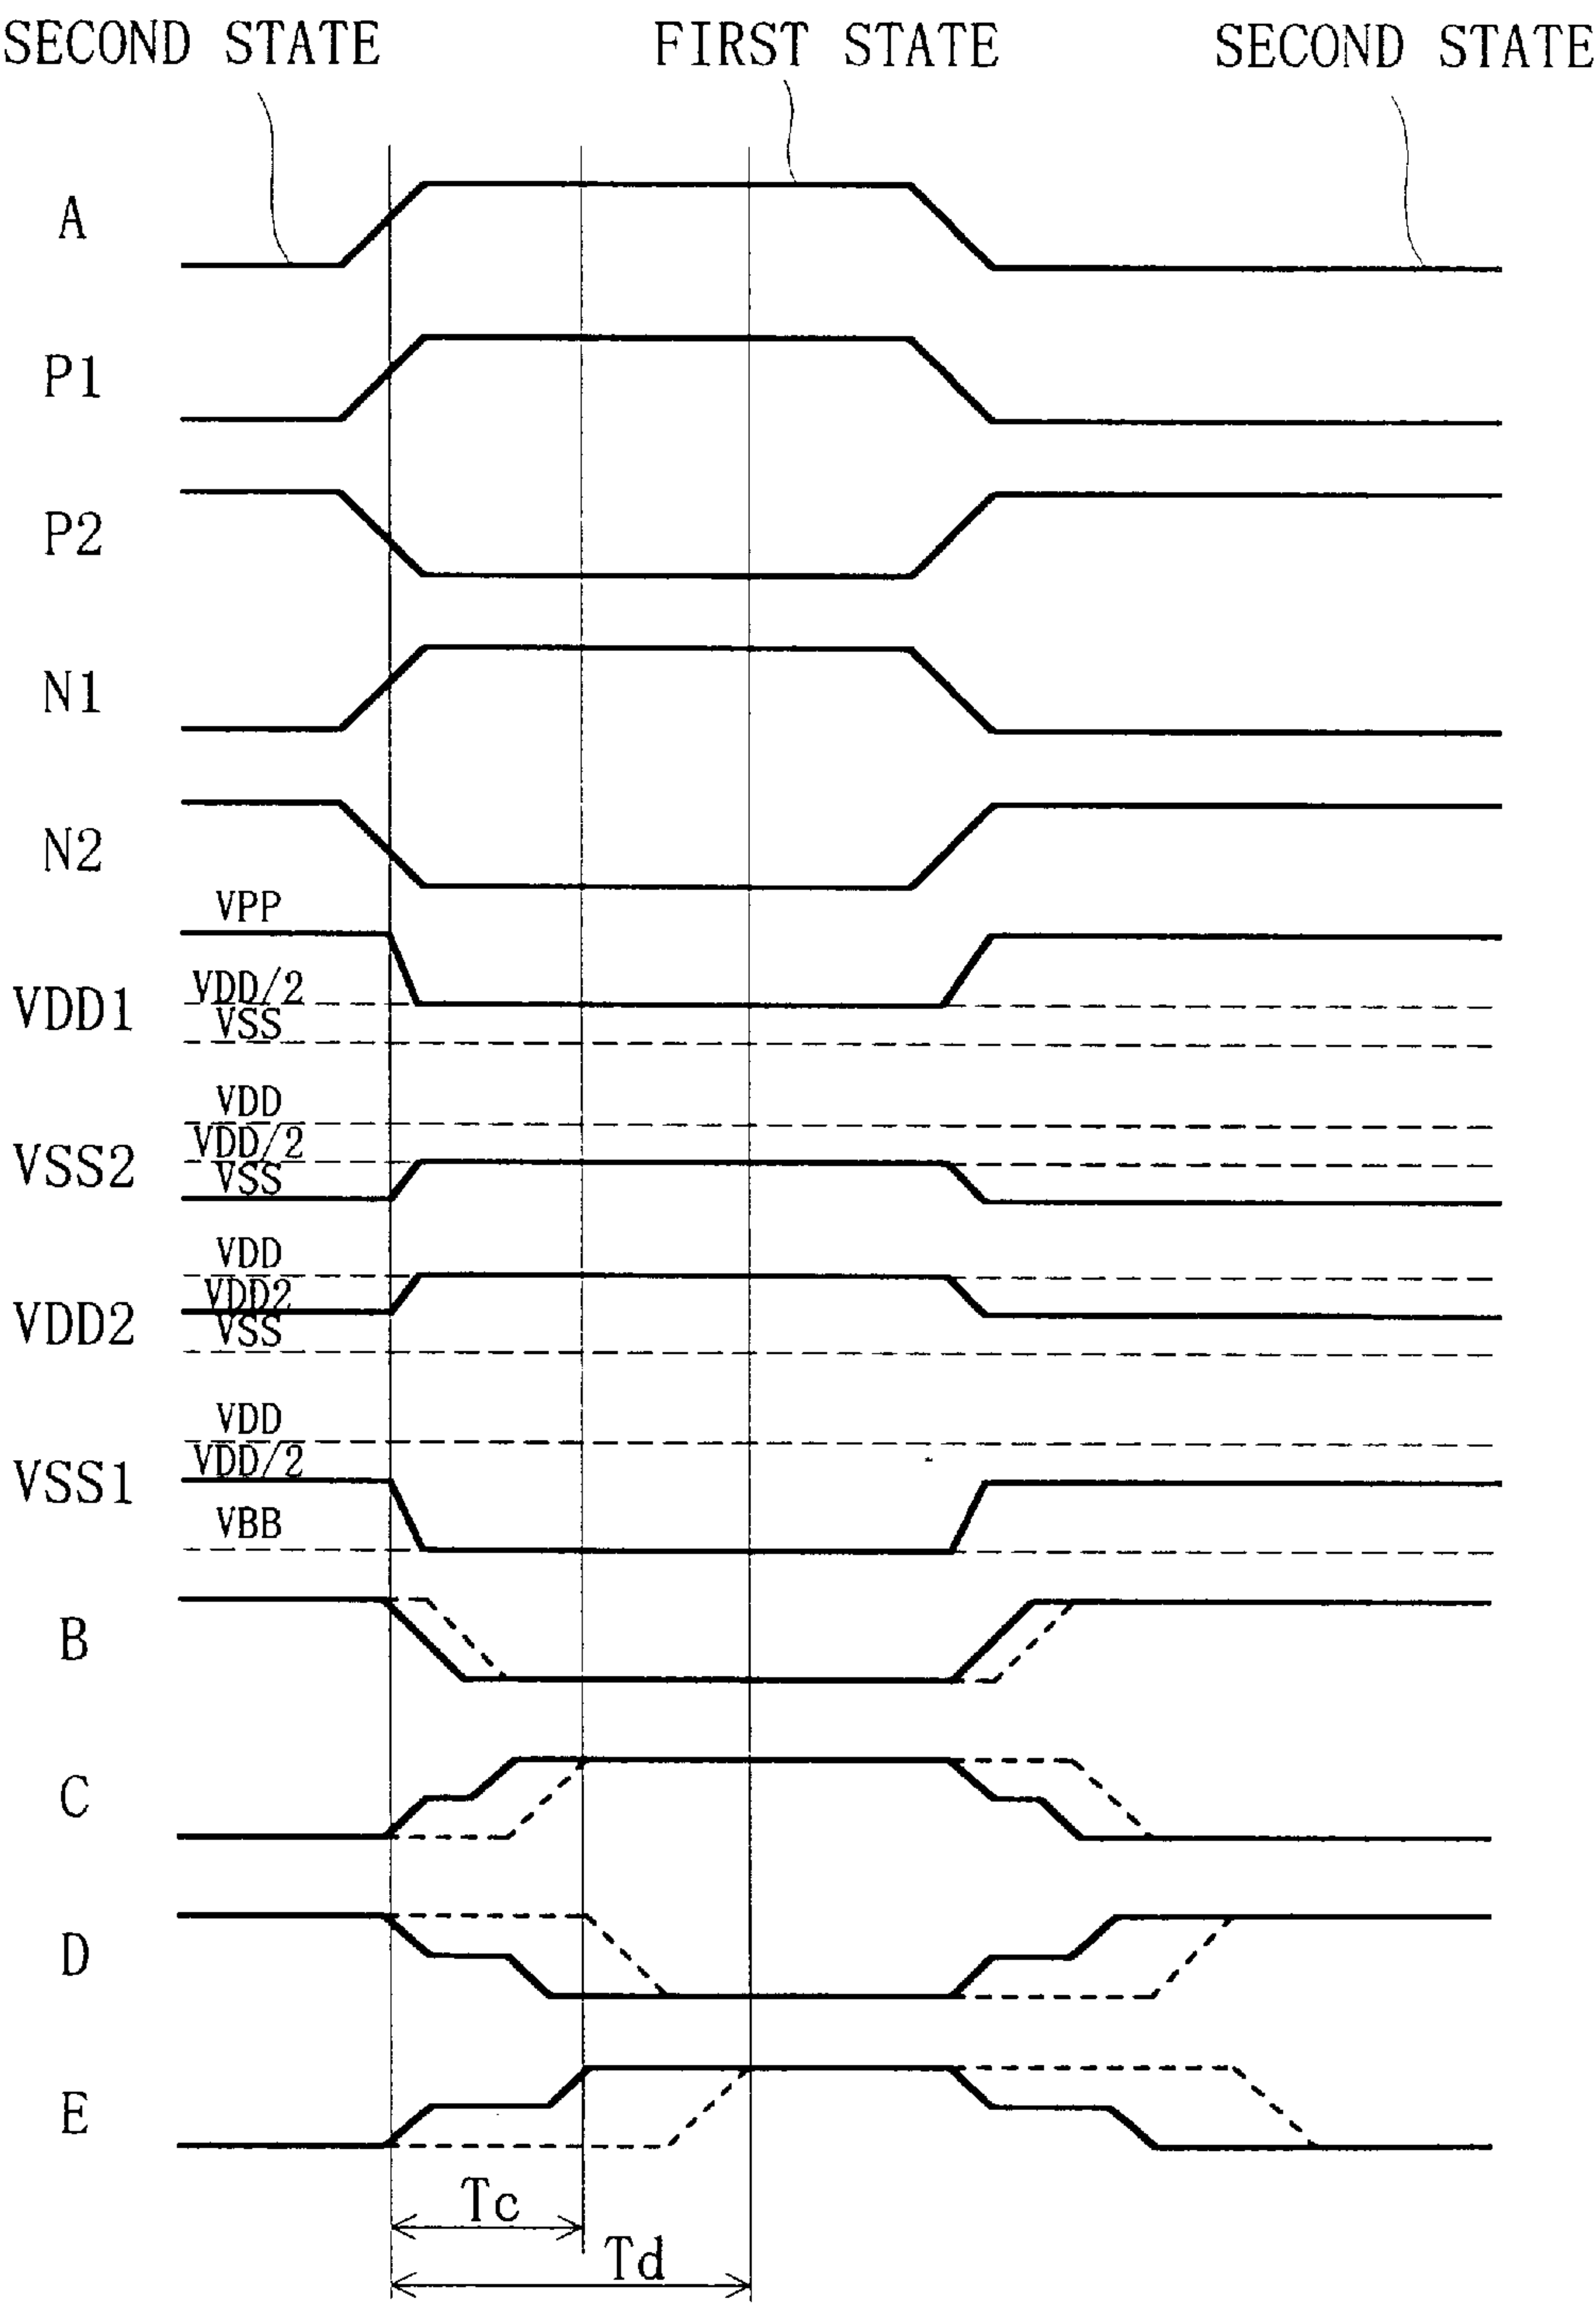 SECOND STATE
FIRST STATE
SECOND STATE
A
P1
P2
N1
N2
VPP
VDD1
VDD/2
VSS
VDD
VSS2
VDD/2
VSS
VDD
VDD2
VDD2
VSS
VDD
VSS1
VDD/2
VBB
B
C
D
E
Tc
Td